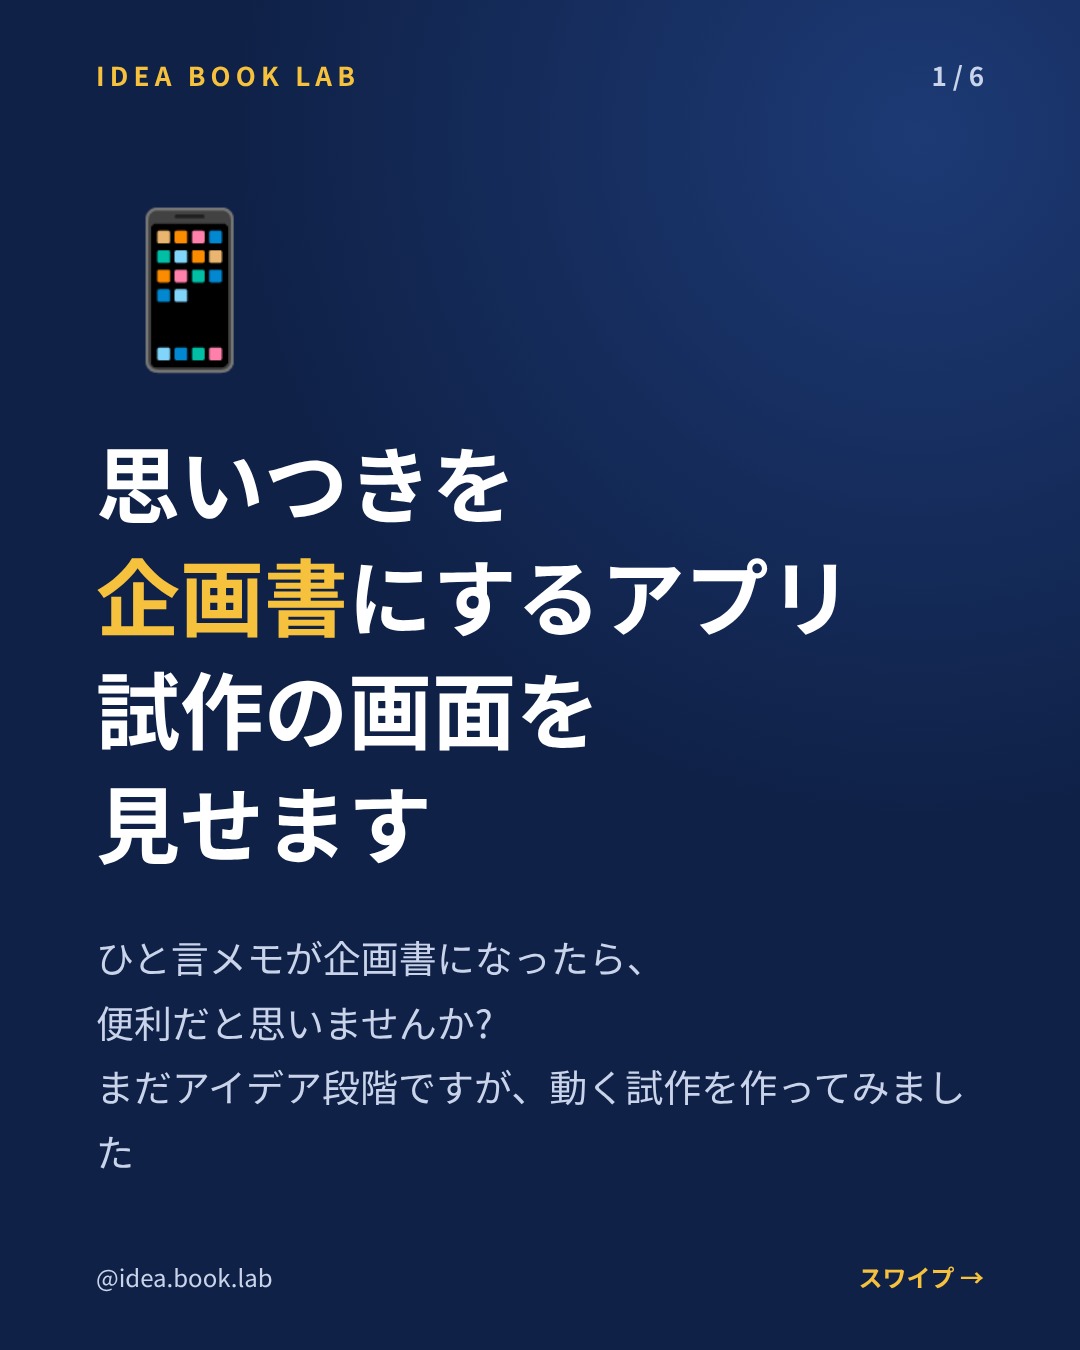 IDEA BOOK LAB
1 / 6
思いつきを
企画書にするアプリ
試作の画面を
見せます
ひと言メモが企画書になったら、
便利だと思いませんか?
まだアイデア段階ですが、動く試作を作ってみまし
た
@idea.book.lab
スワイプ →